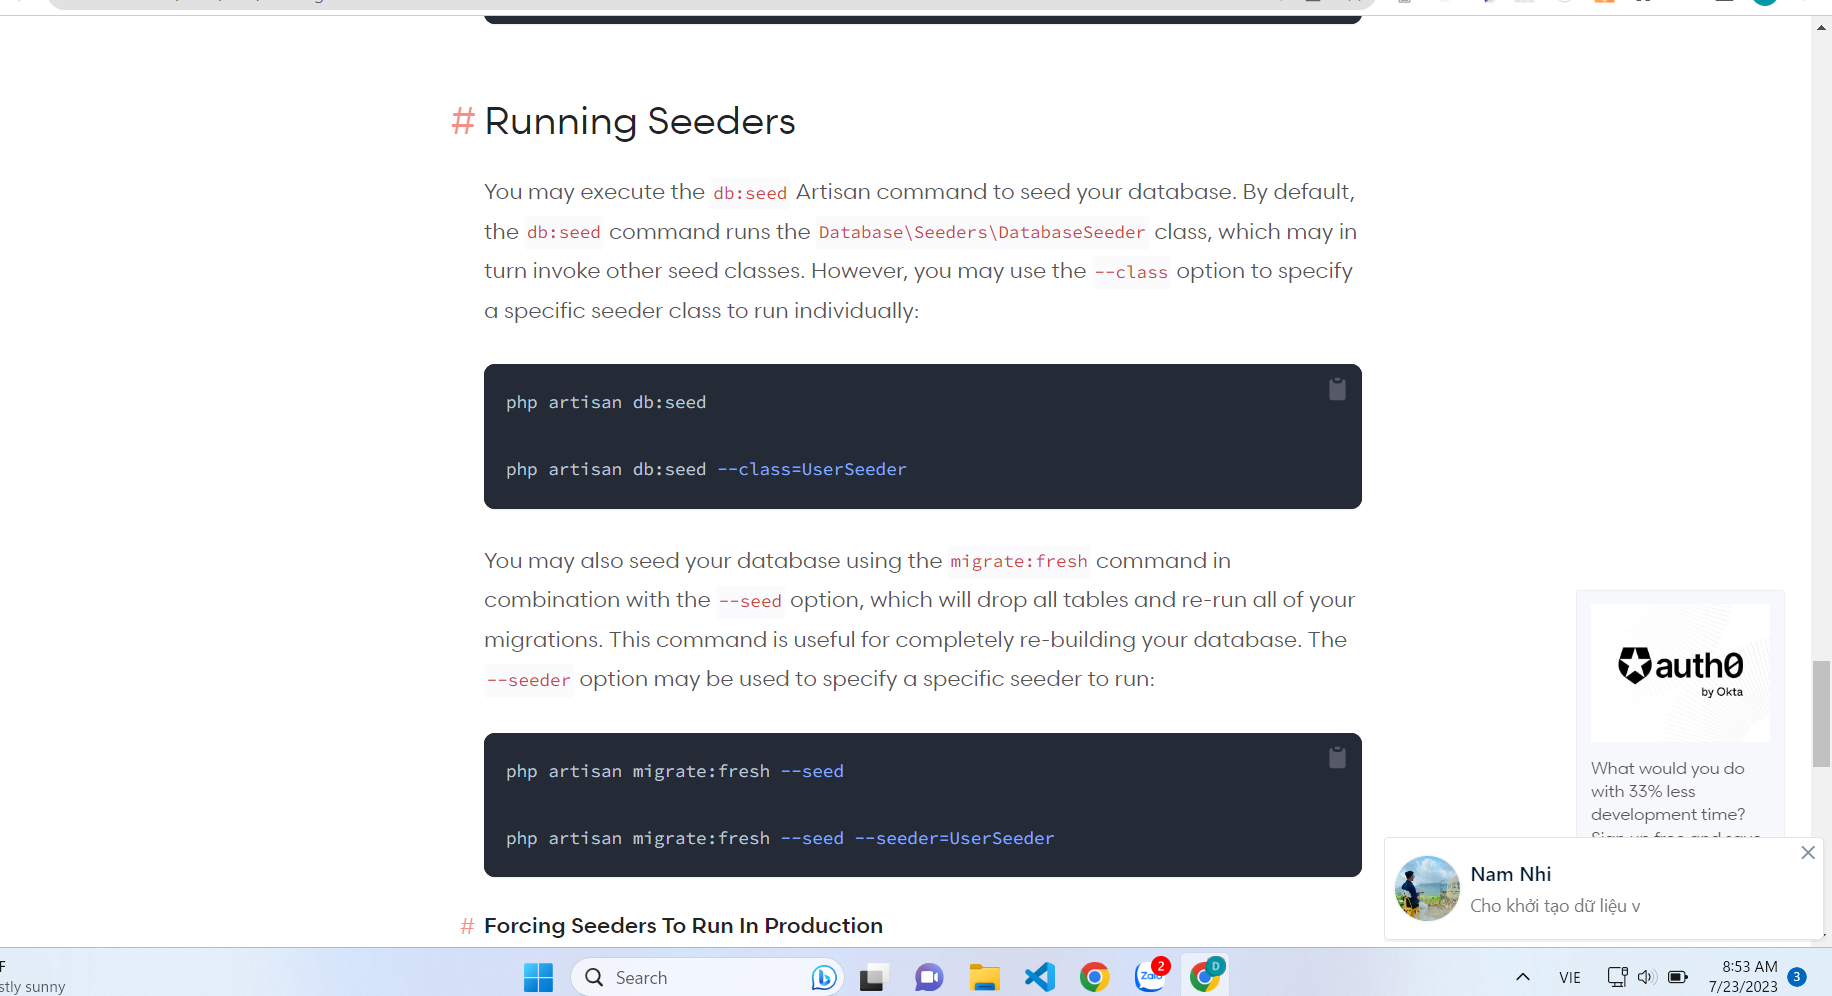 # Running Seeders
You may execute the db:seed Artisan command to seed your database. By default,
the db:seed command runs the Database\Seeders\DatabaseSeeder class, which may in
turn invoke other seed classes. However, you may use the --class option to specify
a specific seeder class to run individually:
php artisan db:seed
php artisan db:seed --class=UserSeeder
You may also seed your database using the migrate:fresh command in
combination with the --seed option, which will drop all tables and re-run all of your
migrations. This command is useful for completely re-building your database. The
--seeder option may be used to specify a specific seeder to run:
php artisan migrate:fresh --seed
php artisan migrate:fresh --seed --seeder=UserSeeder
# Forcing Seeders To Run In Production
auth0
by Okta
What would you do
with 33% less
development time?
Nam Nhi
Cho khởi tạo dữ liệu v
F
stly sunny
Search
Zalo
2
D
VIE
8:53 AM
7/23/2023
3